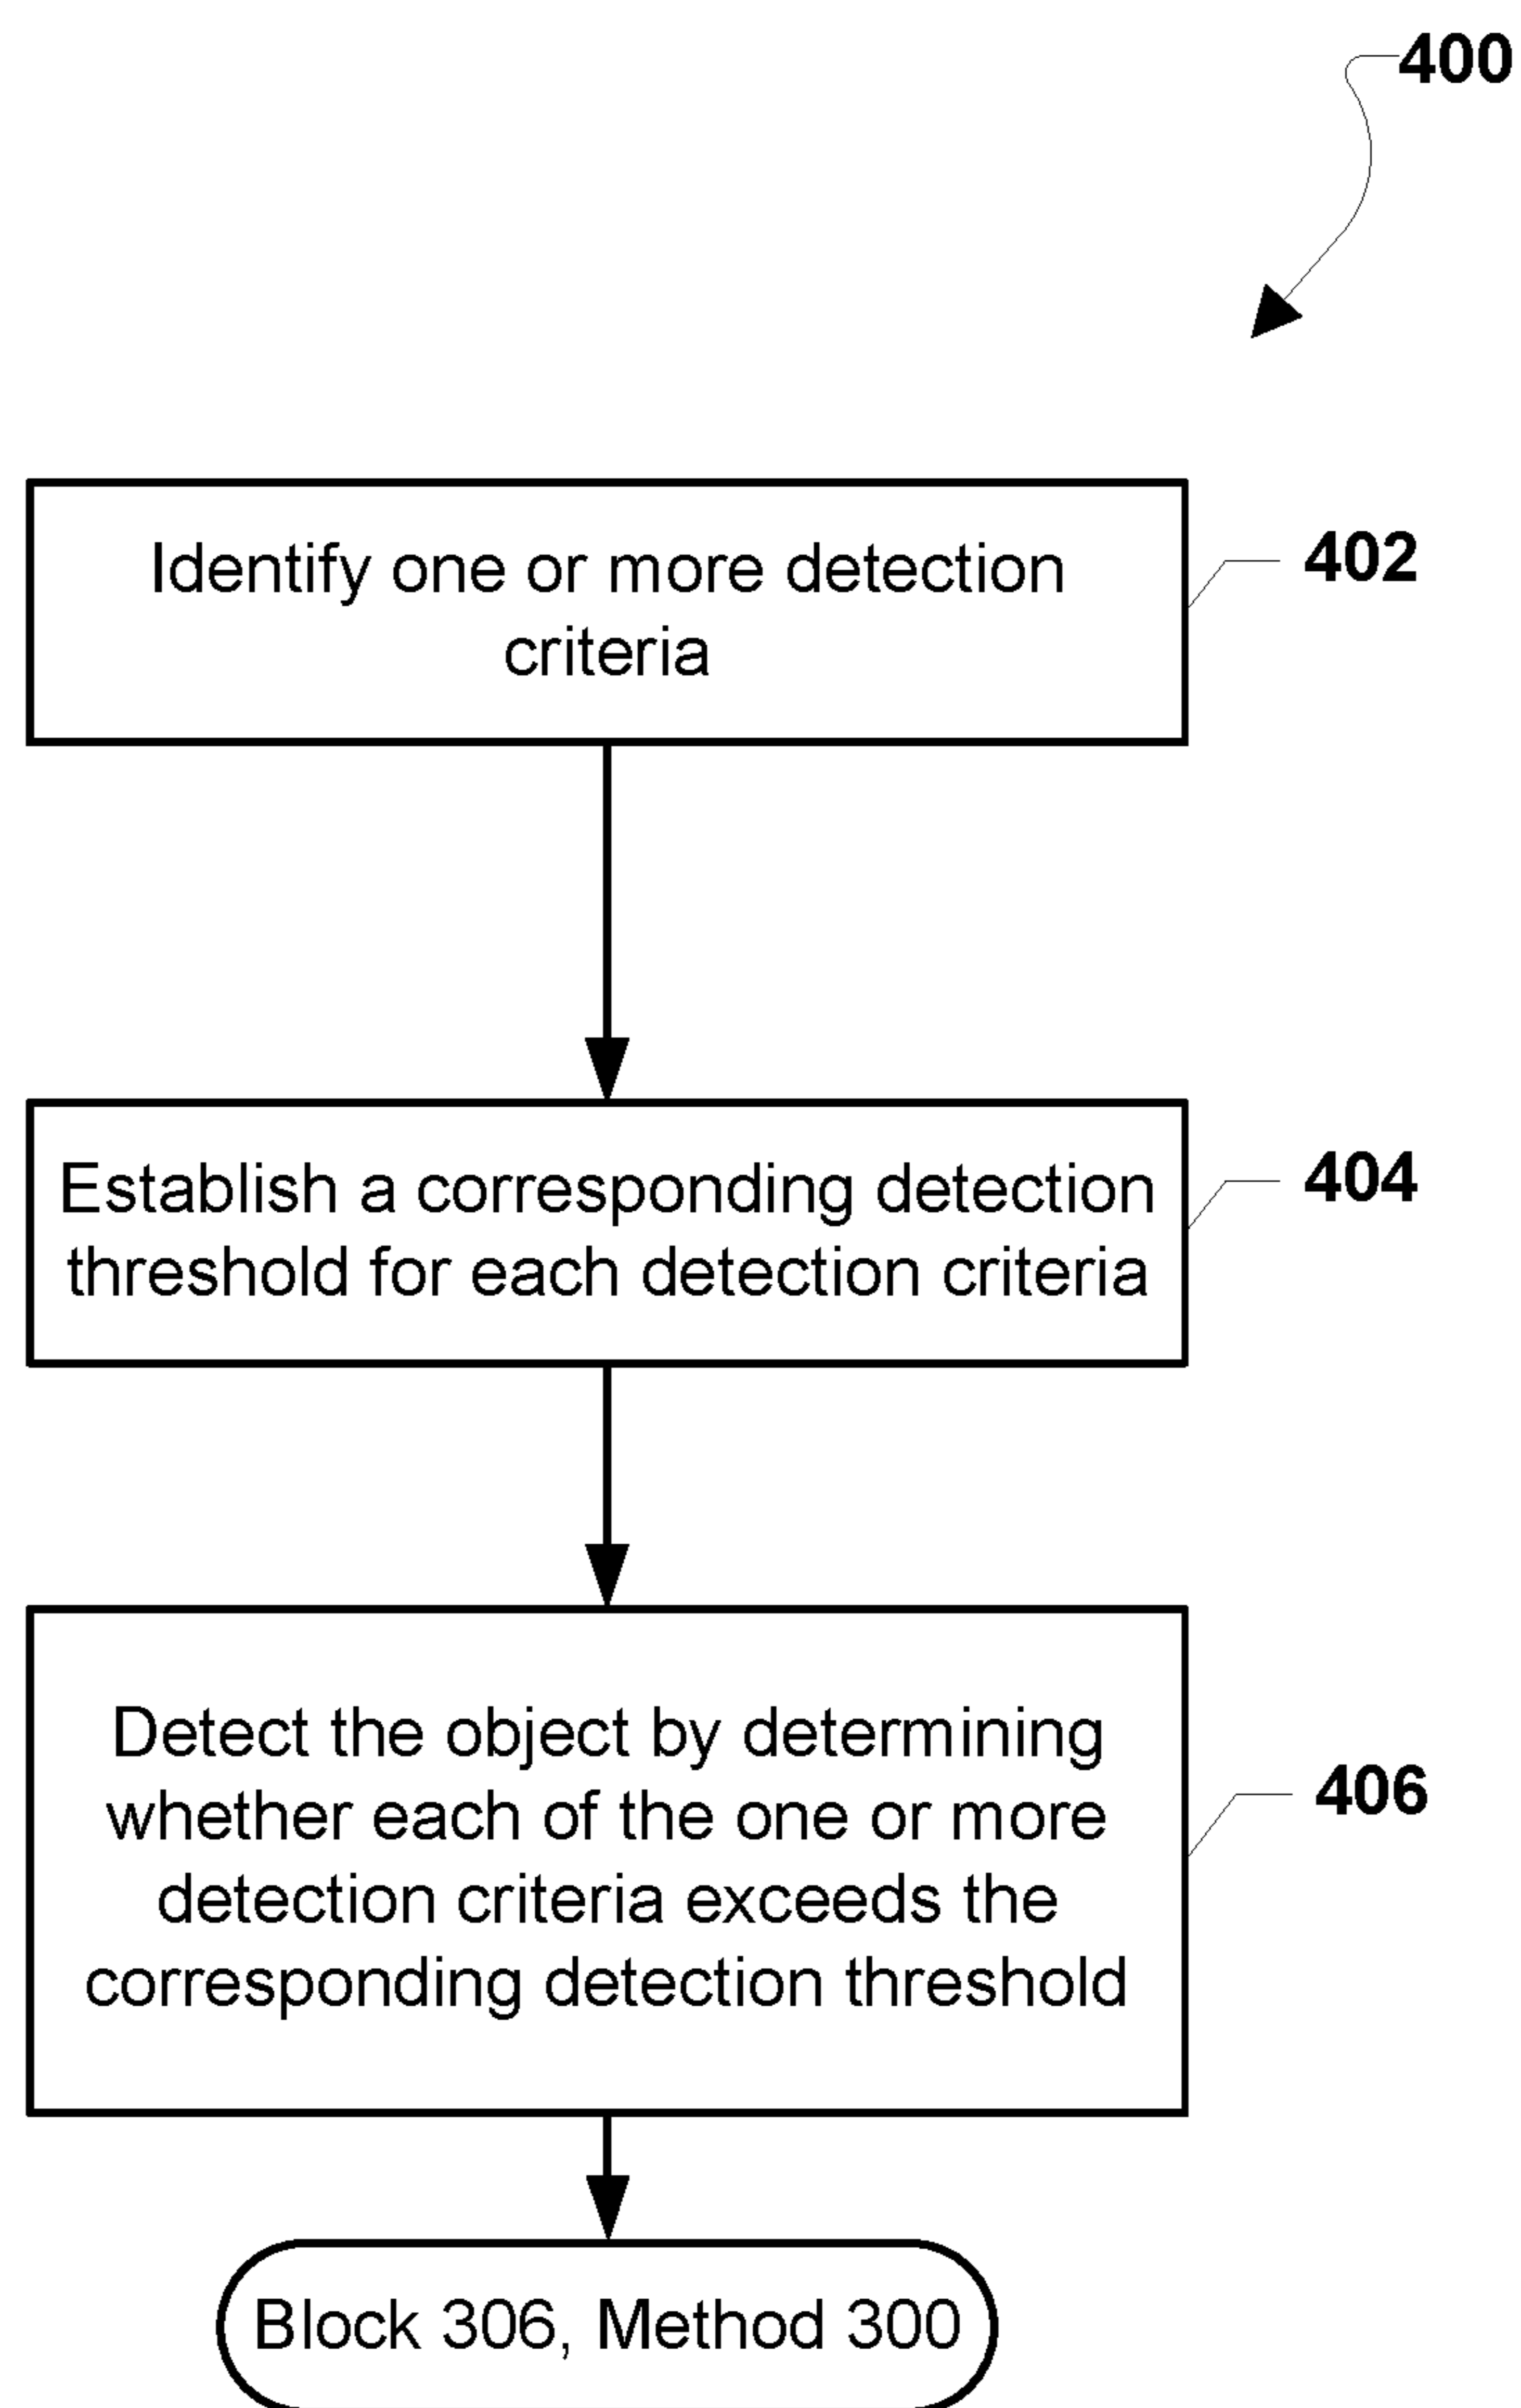 400
Identify one or more detection
criteria
402
Establish a corresponding detection
threshold for each detection criteria
404
Detect the object by determining
whether each of the one or more
detection criteria exceeds the
corresponding detection threshold
406
Block 306, Method 300